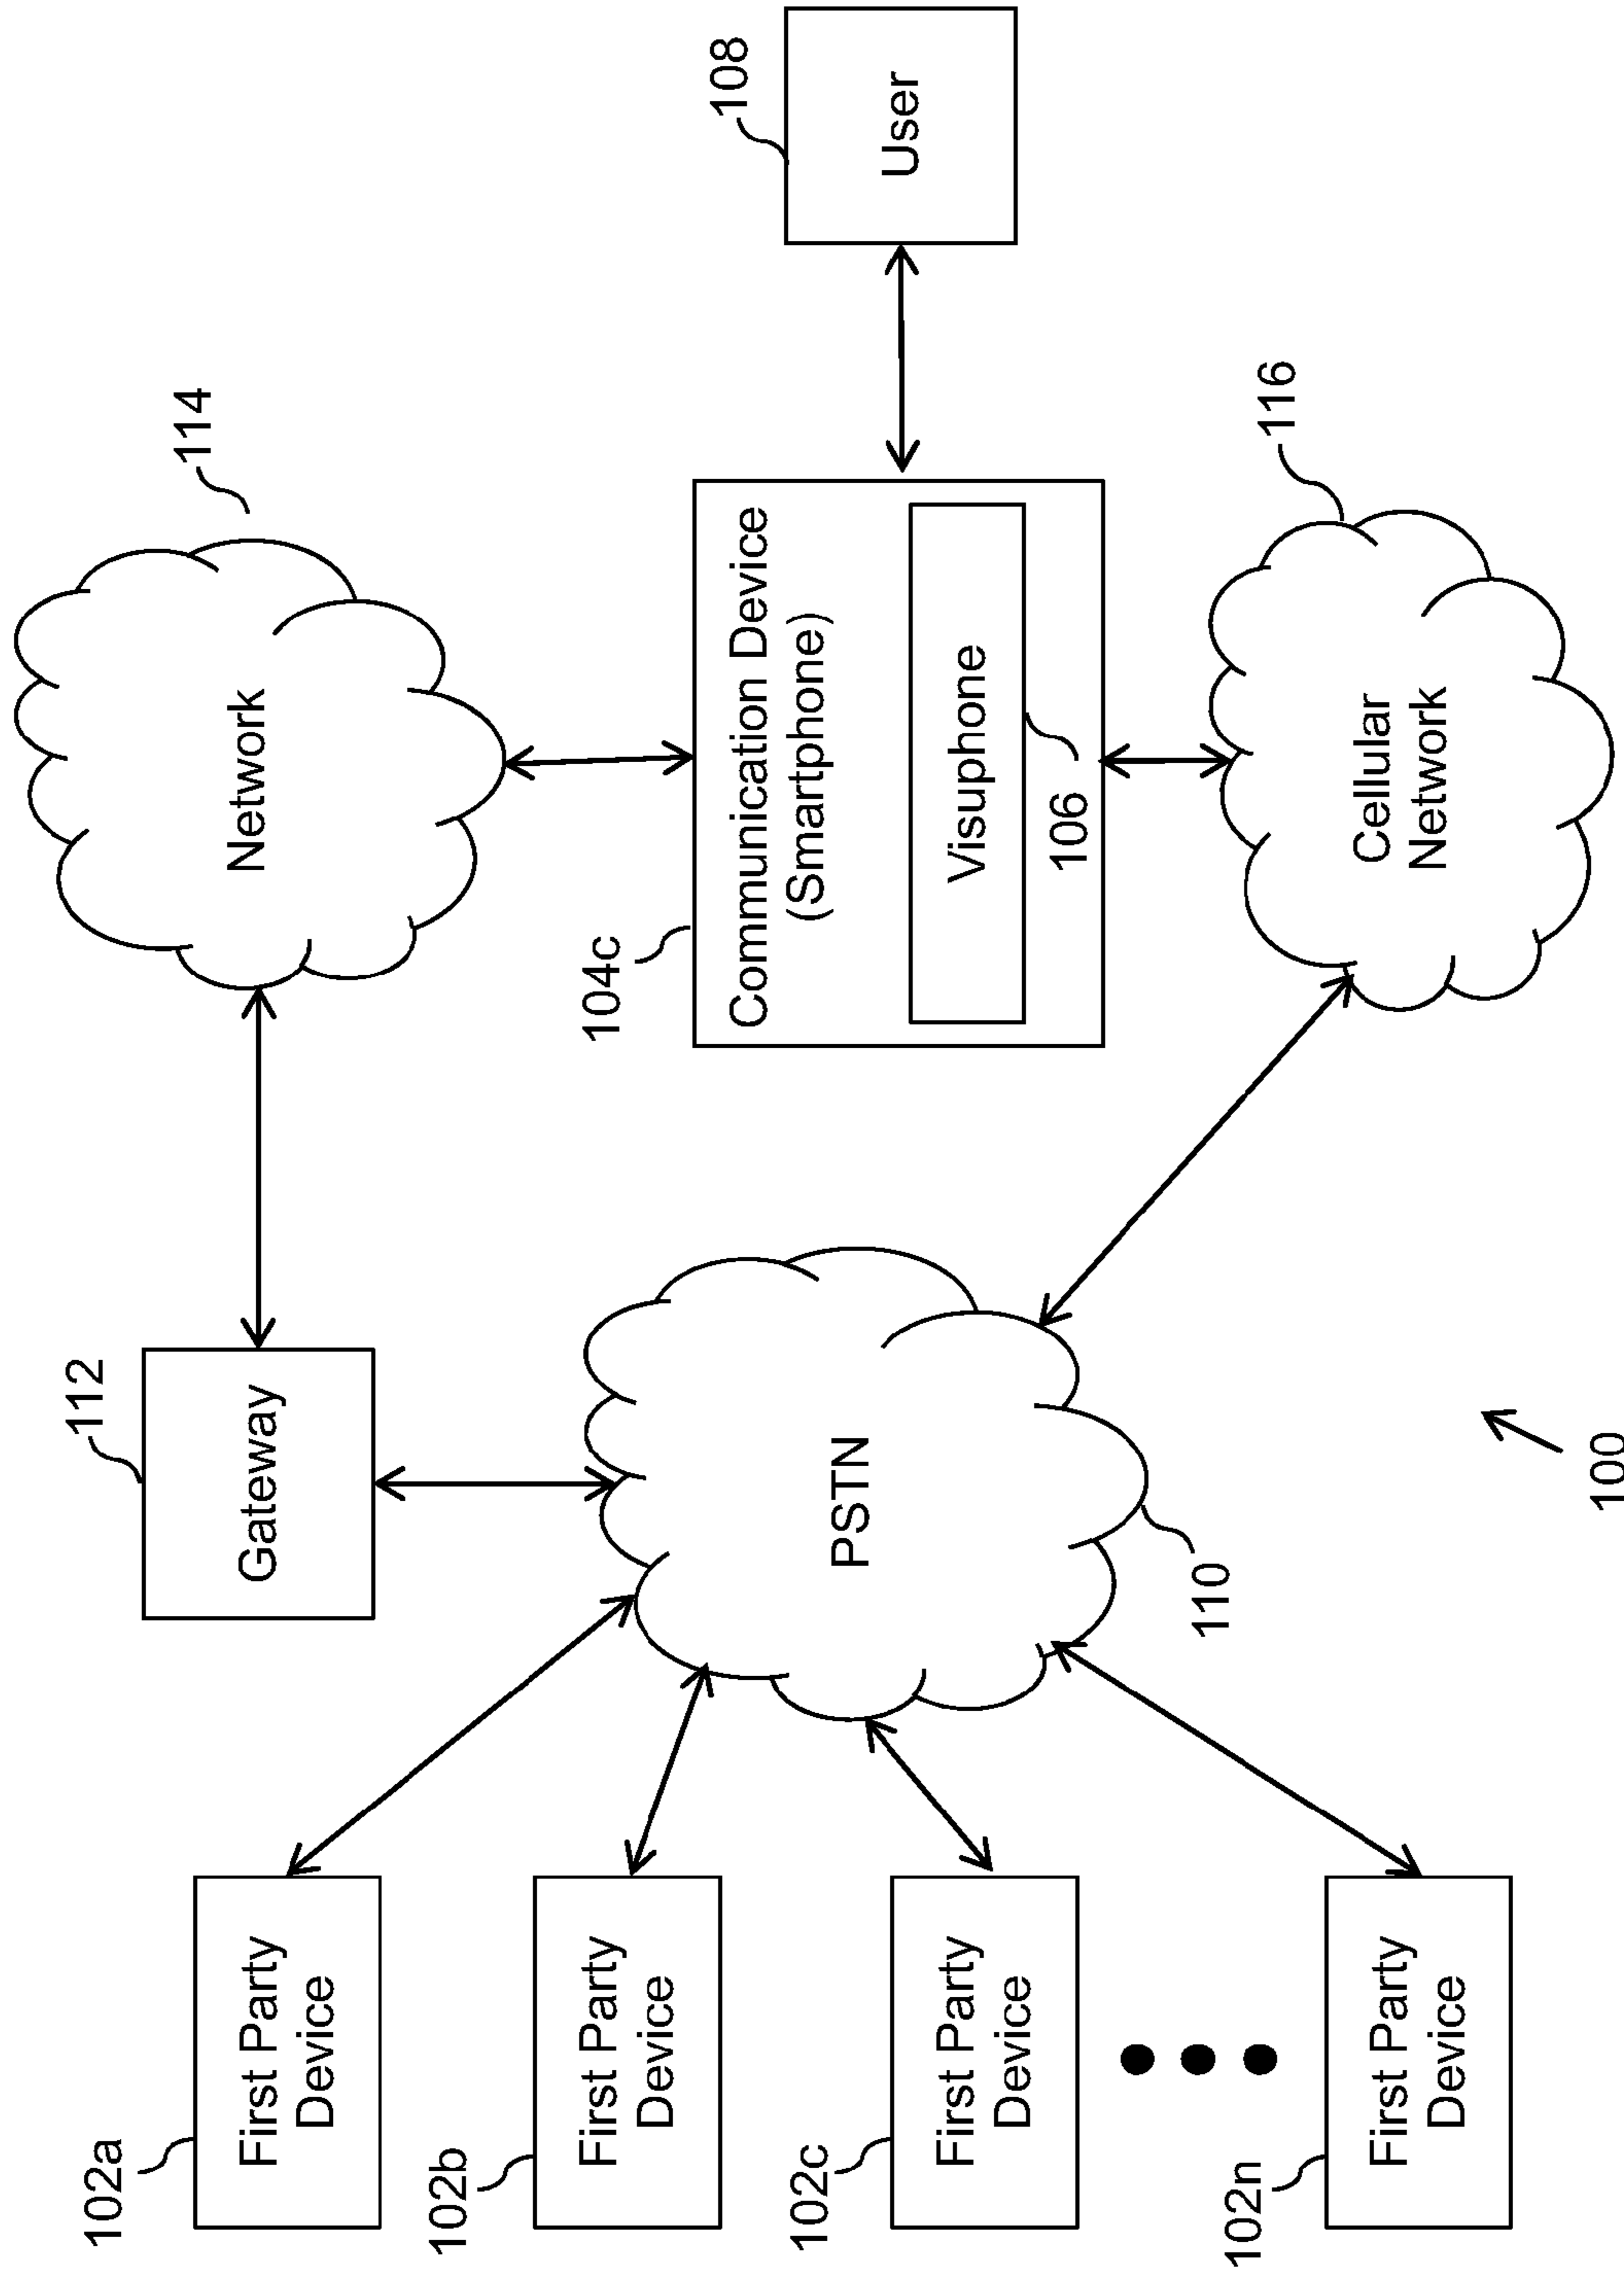 102a
First Party
Device
102b
First Party
Device
102c
First Party
Device
102n
First Party
Device
112
Gateway
PSTN
110
114
Network
104c
Communication Device
(Smartphone)
Visuphone
106
108
User
116
Cellular
Network
100